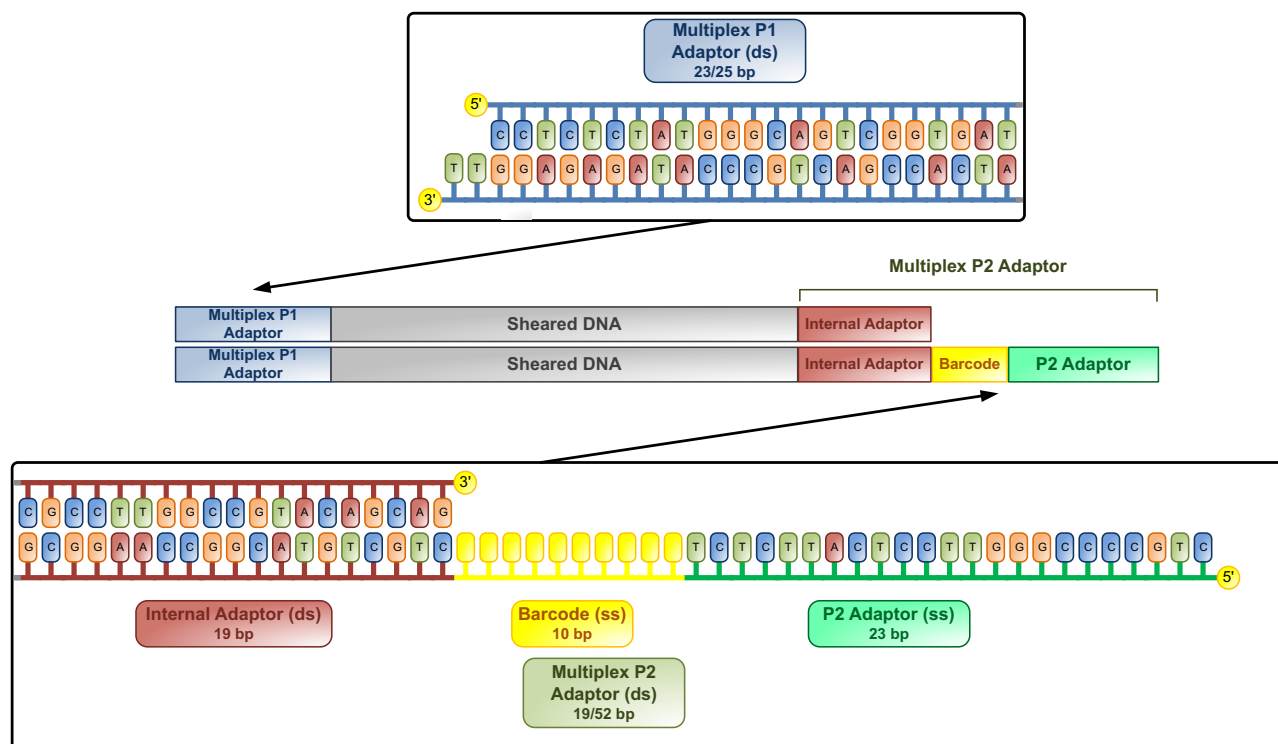 Multiplex P1
Adaptor (ds)
23/25 bp
5'
C C T C T C T A T G G G C A G T C G G T G A T
T T G G A G A G A T A C C C G T C A G C C A C T A
3'
Multiplex P2 Adaptor
Multiplex P1
Adaptor
Sheared DNA
Internal Adaptor
Multiplex P1
Adaptor
Sheared DNA
Internal Adaptor
Barcode
P2 Adaptor
3'
C G C C T T G G C C G T A C A G C A G
G C G G A A C C G G C A T G T C G T C T C T C T T A C T C C T T G G G C C C C G T C
5'
Internal Adaptor (ds)
19 bp
Barcode (ss)
10 bp
P2 Adaptor (ss)
23 bp
Multiplex P2
Adaptor (ds)
19/52 bp